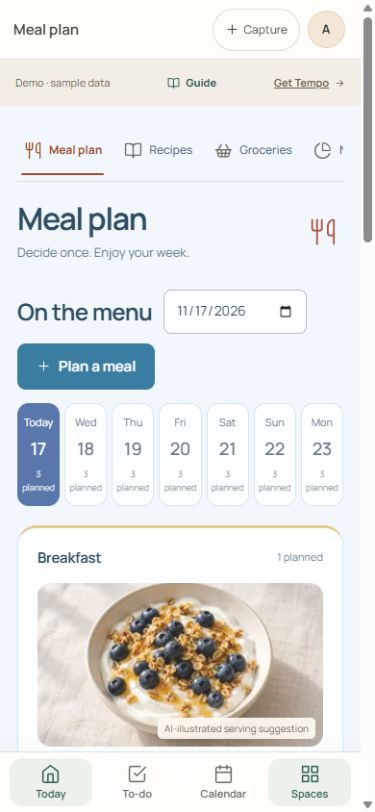 Meal plan
+ Capture
A
Demo · sample data
Guide
Get Tempo →
Meal plan
Recipes
Groceries
Meal plan
Decide once. Enjoy your week.
On the menu
11/17/2026
+ Plan a meal
Today
17
3
planned
Wed
18
3
planned
Thu
19
3
planned
Fri
20
3
planned
Sat
21
3
planned
Sun
22
3
planned
Mon
23
3
planned
Breakfast
1 planned
AI-illustrated serving suggestion
Today
To-do
Calendar
Spaces